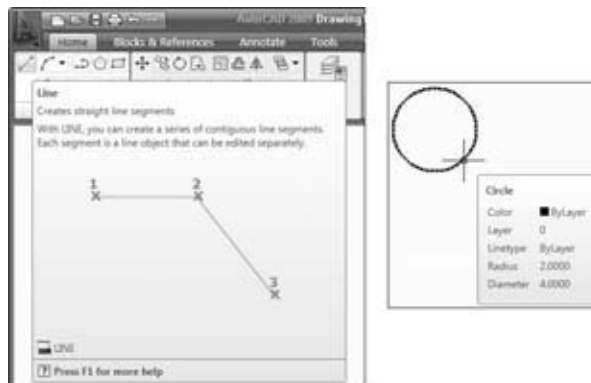 AutoCAD 2009 Drawing
Home Blocks & References Annotate Tools
Line
Creates straight line segments
With LINE, you can create a series of contiguous line segments.
Each segment is a line object that can be edited separately.
1 2
3
LINE
Press F1 for more help
Circle
Color ByLayer
Layer 0
Linetype ByLayer
Radius 2.0000
Diameter 4.0000